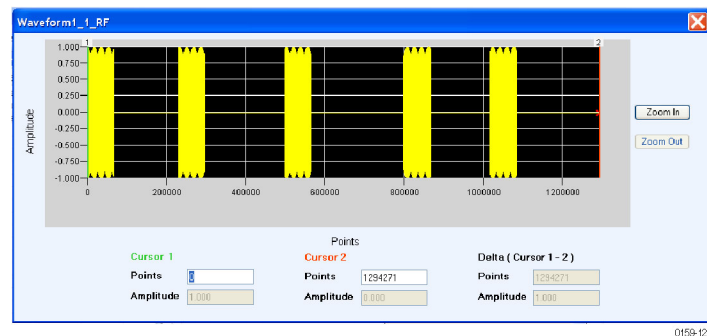 Waveform1_1_RF
1 2
1.000
0.750
0.500
0.250
0.000
-0.250
-0.500
-0.750
-1.000
Amplitude
0 200000 400000 600000 800000 1000000 1200000
Points
Zoom In
Zoom Out
Cursor 1 Cursor 2 Delta ( Cursor 1 - 2 )
Points 0 Points 1294271 Points 1294271
Amplitude 1.000 Amplitude 0.000 Amplitude 1.000
0159-12